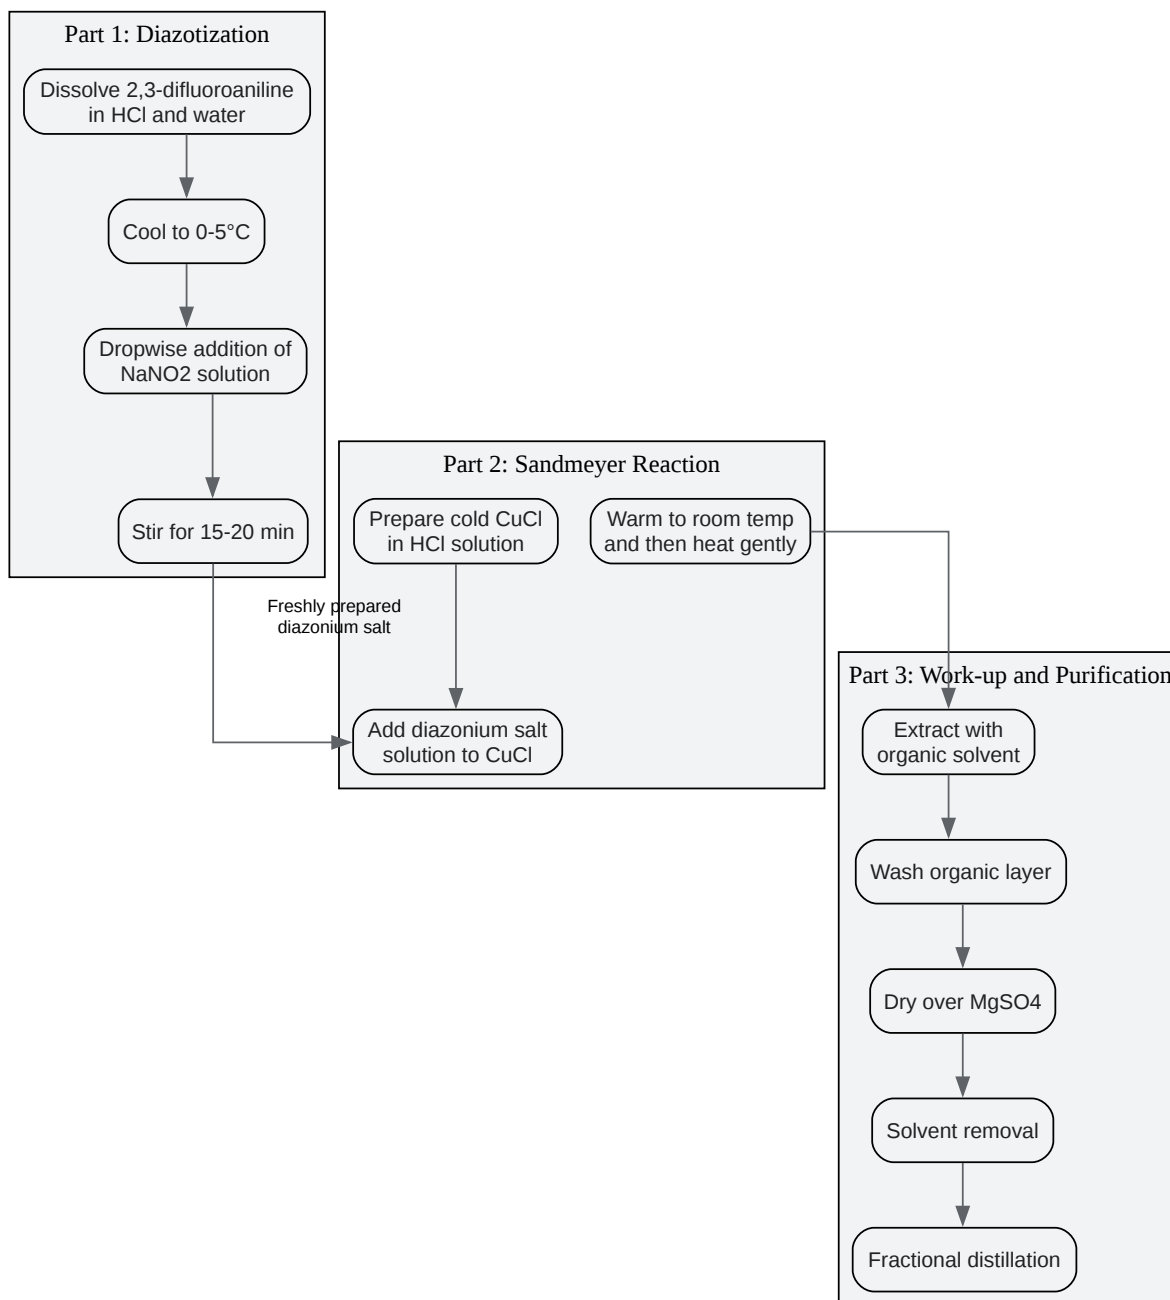 Part 1: Diazotization
Dissolve 2,3-difluoroaniline
in HCl and water
Cool to 0-5°C
Dropwise addition of
NaNO2 solution
Stir for 15-20 min
Freshly prepared
diazonium salt
Part 2: Sandmeyer Reaction
Prepare cold CuCl
in HCl solution
Warm to room temp
and then heat gently
Add diazonium salt
solution to CuCl
Part 3: Work-up and Purification
Extract with
organic solvent
Wash organic layer
Dry over MgSO4
Solvent removal
Fractional distillation